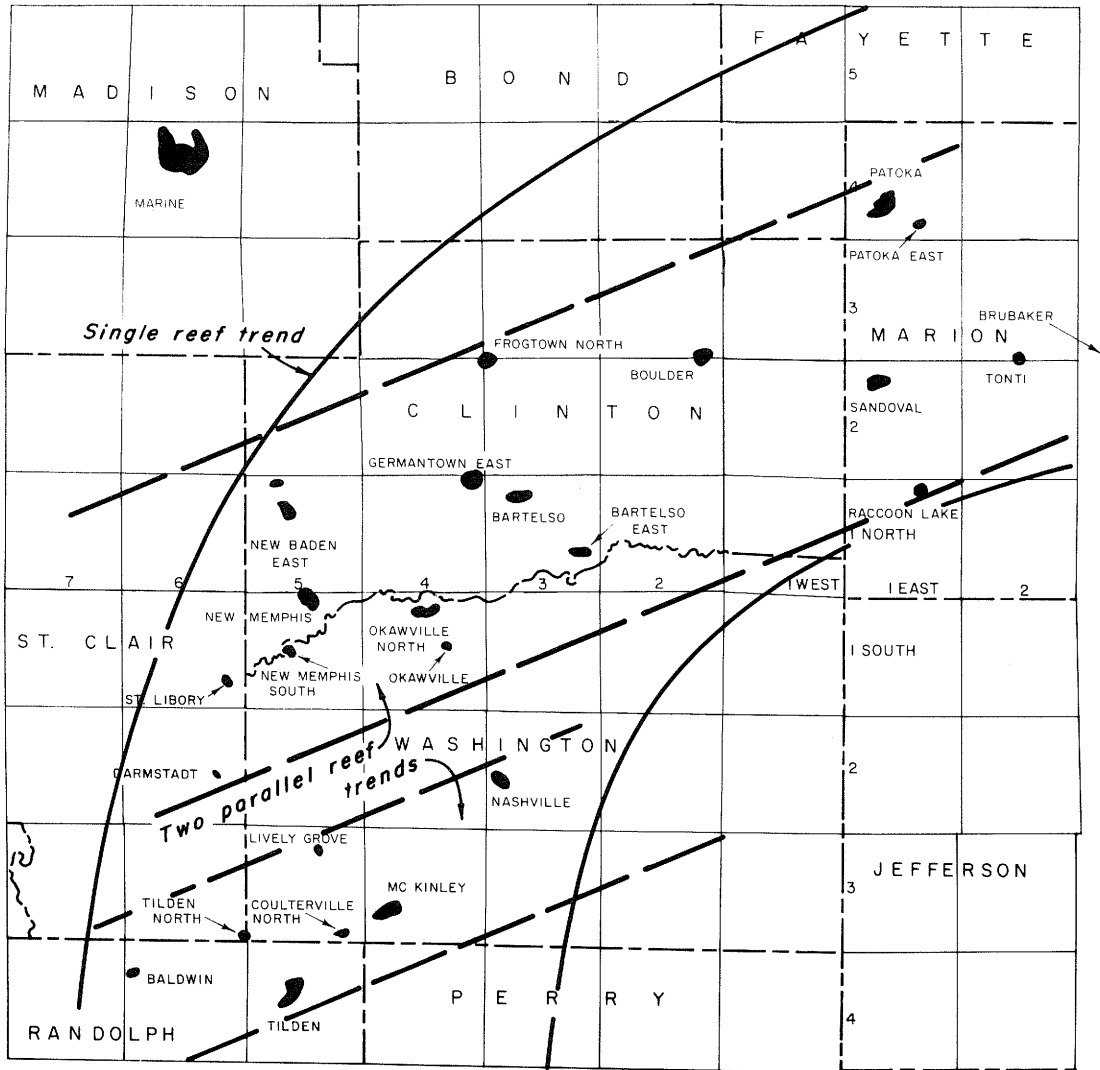 FAYETTE
BOND
5
MADISON
PATOKA
4
MARINE
PATOKA EAST
3
BRUBAKER
Single reef trend
MARION
FROGTOWN NORTH
BOULDER
TONTI
SANDOVAL
CLINTON
2
GERMANTOWN EAST
BARTELSO
RACCOON LAKE
BARTELSO
EAST
1 NORTH
NEW BADEN
EAST
7
6
5
4
3
2
1 WEST
1 EAST
2
NEW MEMPHIS
OKAWVILLE
NORTH
ST. CLAIR
1 SOUTH
NEW MEMPHIS
SOUTH
OKAWVILLE
ST. LIBORY
WASHINGTON
DARMSTADT
2
Two parallel reef
trends
NASHVILLE
LIVELY GROVE
JEFFERSON
MC KINLEY
3
TILDEN
NORTH
COULTERVILLE
NORTH
BALDWIN
PERRY
4
TILDEN
RANDOLPH